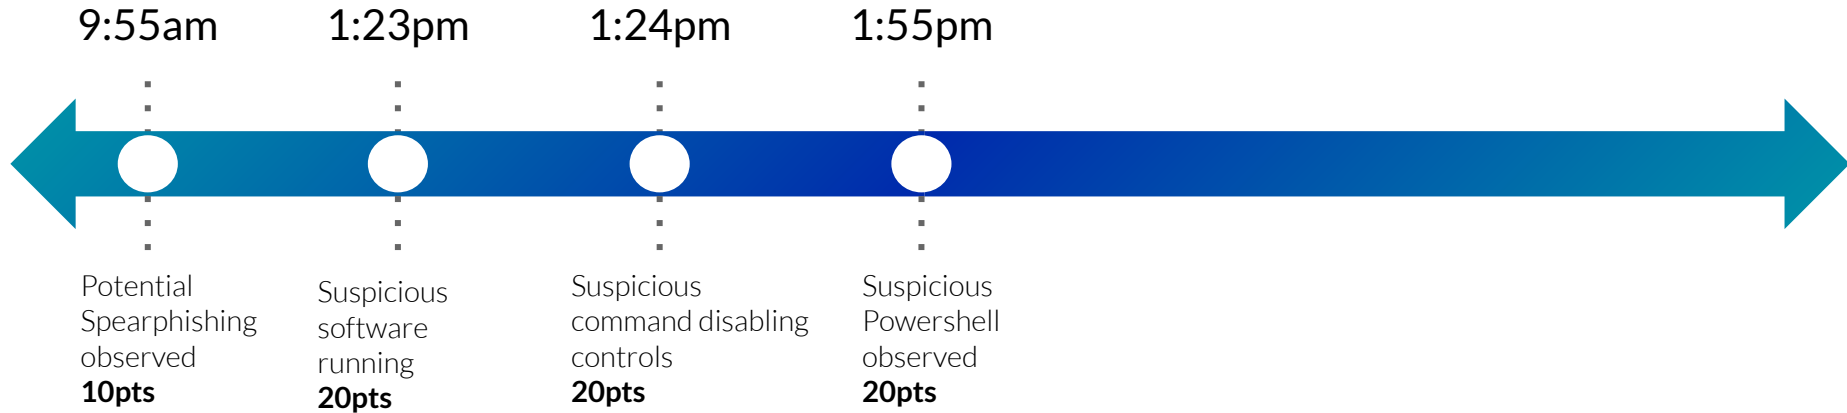 9:55am
1:23pm
1:24pm
1:55pm
Potential
Spearphishing
observed
10pts
Suspicious
software
running
20pts
Suspicious
command disabling
controls
20pts
Suspicious
Powershell
observed
20pts